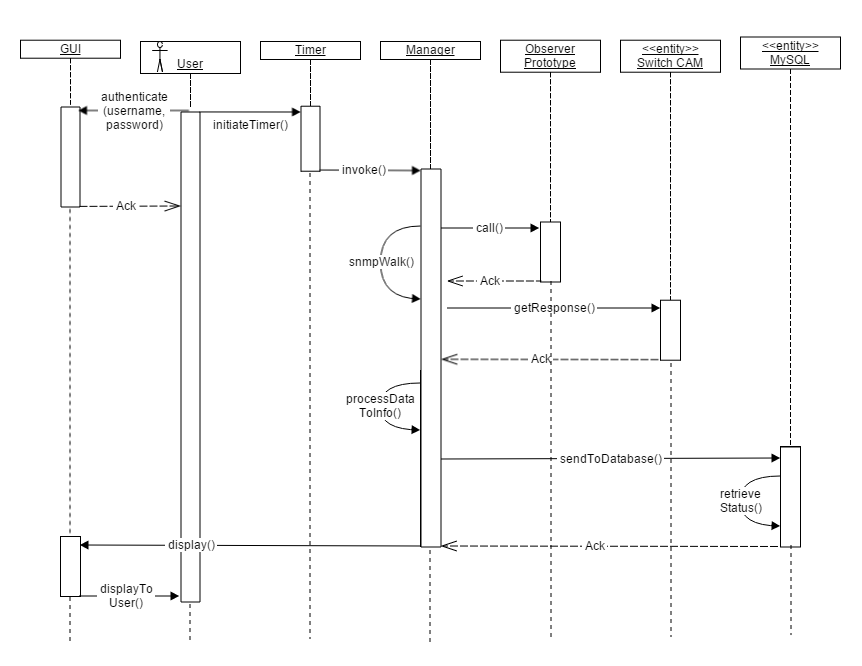 GUI
User
Timer
Manager
Observer
Prototype
<<entity>>
Switch CAM
<<entity>>
MySQL
authenticate
(username,
password)
initiateTimer()
invoke()
Ack
call()
snmpWalk()
Ack
getResponse()
Ack
processData
ToInfo()
sendToDatabase()
retrieve
Status()
display()
Ack
displayTo
User()